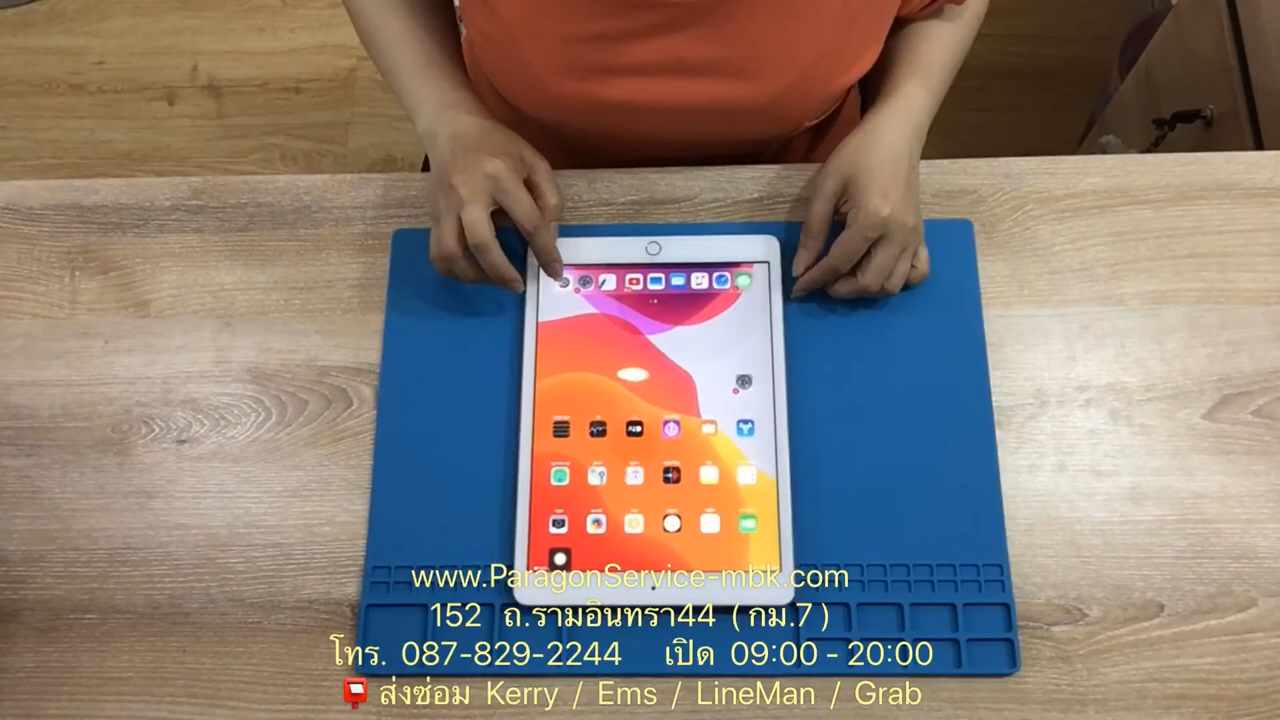 www.ParagonService-mbk.com
152 ถ.รามอินทรา44 (กม.7)
โทร. 087-829-2244 เปิด 09:00 - 20:00
📮 ส่งซ่อม Kerry / Ems / LineMan / Grab